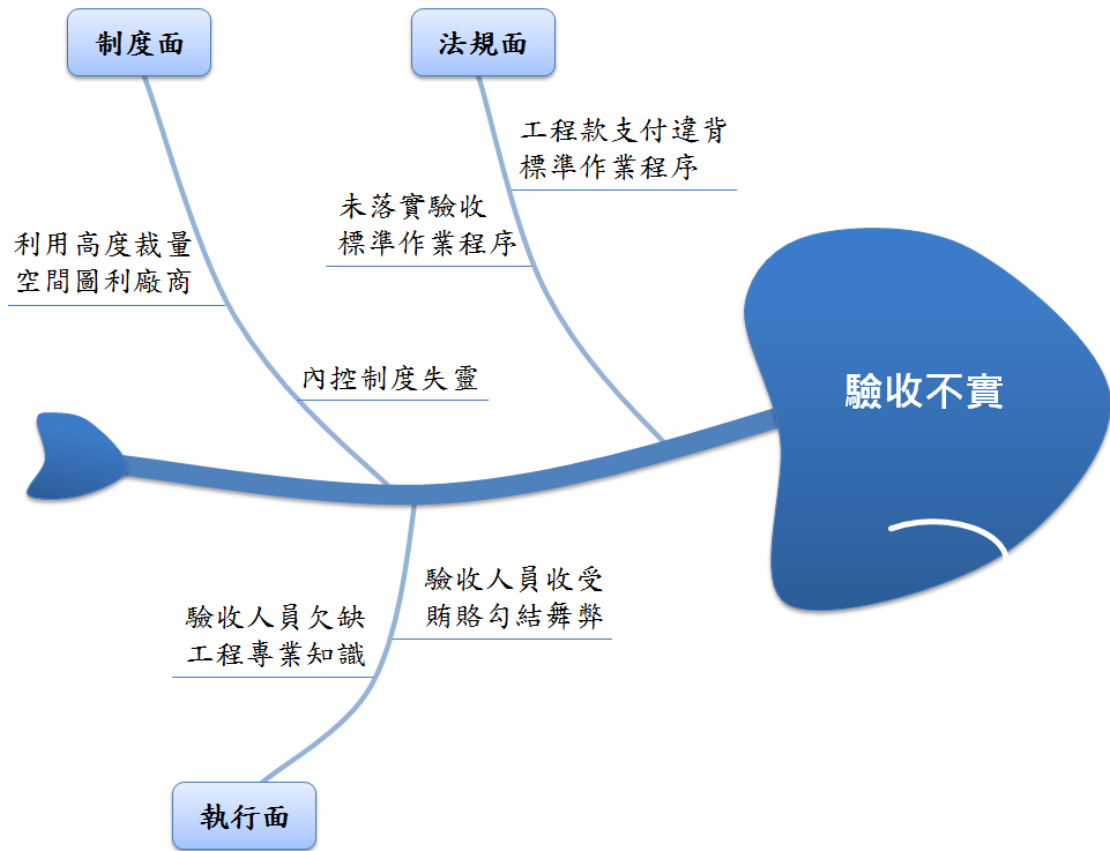 制度面
法規面
工程款支付違背
標準作業程序
未落實驗收
標準作業程序
利用高度裁量
空間圖利廠商
內控制度失靈
驗收不實
驗收人員收受
賄賂勾結舞弊
驗收人員欠缺
工程專業知識
執行面